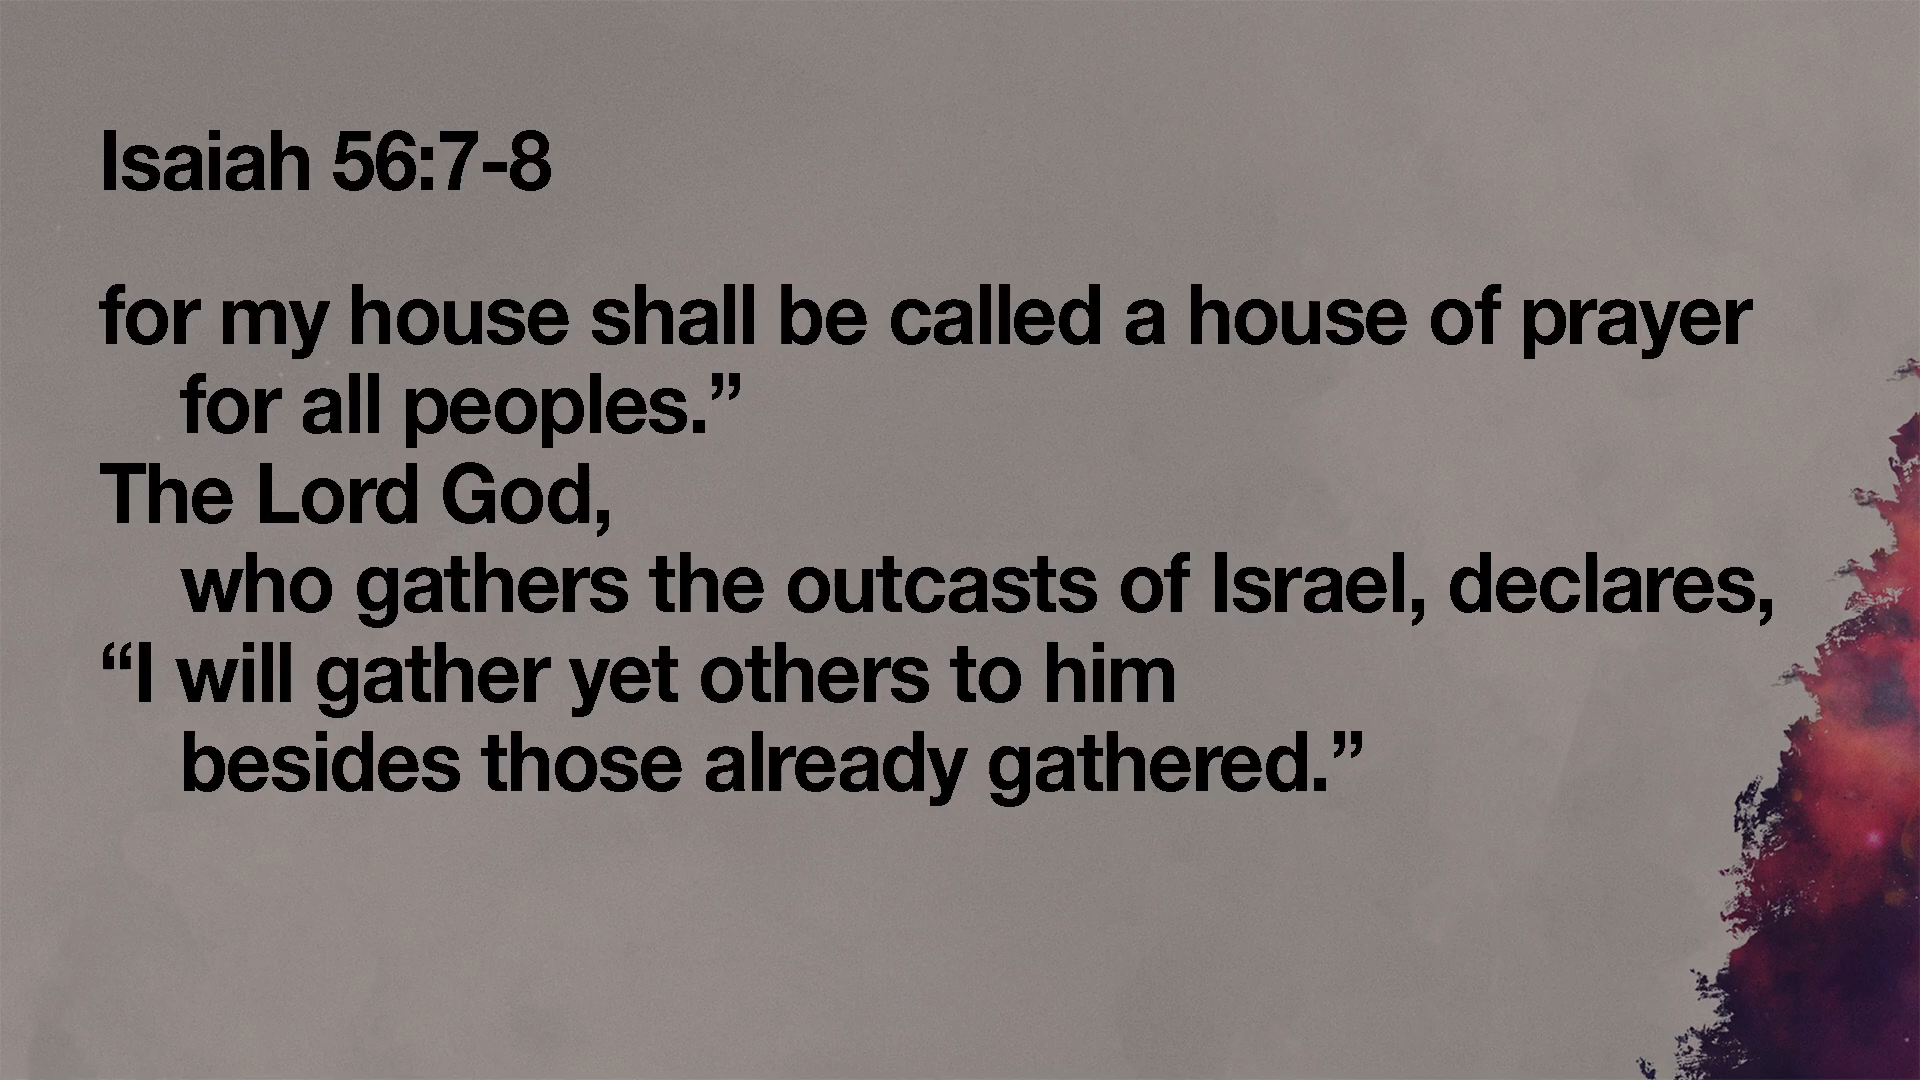 Isaiah 56:7-8
for my house shall be called a house of prayer
for all peoples.”
The Lord God,
who gathers the outcasts of Israel, declares,
“I will gather yet others to him
besides those already gathered.”